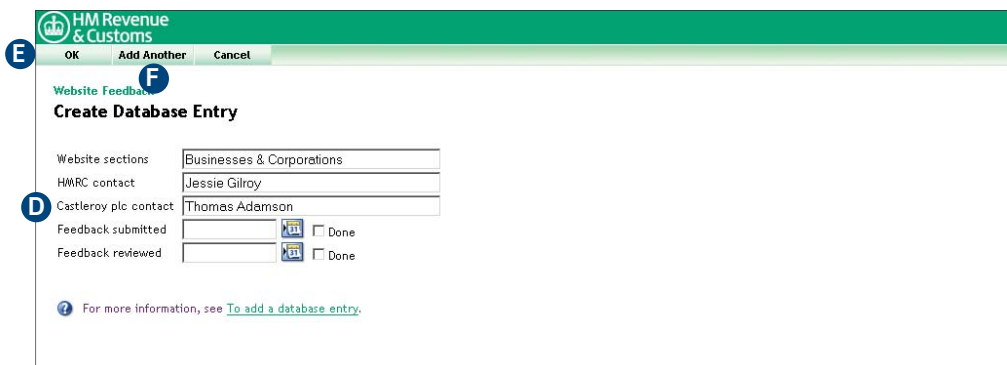 HM Revenue
& Customs
E OK Add Another Cancel
F
Website Feedback
Create Database Entry
Website sections Businesses & Corporations
HMRC contact Jessie Gilroy
D Castleroy plc contact Thomas Adamson
Feedback submitted 31 Done
Feedback reviewed 31 Done
? For more information, see To add a database entry.